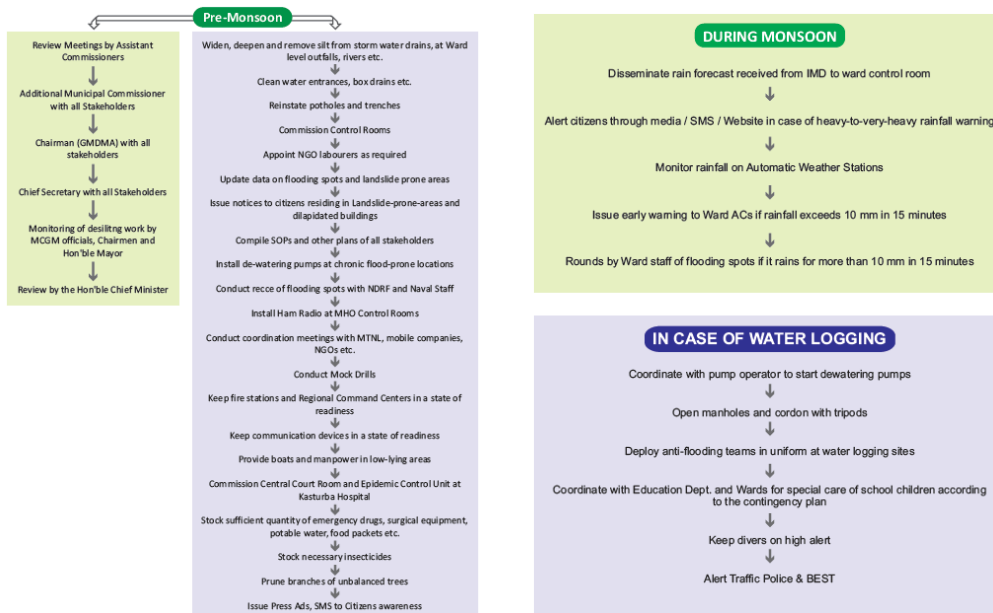 Pre-Monsoon
Review Meetings by Assistant
Commissioners
Additional Municipal Commissioner
with all Stakeholders
Chairman (GMDMA) with all
stakeholders
Chief Secretary with all Stakeholders
Monitoring of desiltng work by
MCGM officials, Chairmen and
Hon'ble Mayor
Review by the Hon'ble Chief Minister
Widen, deepen and remove silt from storm water drains, at Ward
level outfalls, rivers etc.
Clean water entrances, box drains etc.
Reinstate potholes and trenches
Commission Control Rooms
Appoint NGO labourers as required
Update data on flooding spots and landslide prone areas
Issue notices to citizens residing in Landslide-prone-areas and
dilapidated buildings
Compile SOPs and other plans of all stakeholders
Install de-watering pumps at chronic flood-prone locations
Conduct recce of flooding spots with NDRF and Naval Staff
Install Ham Radio at MHO Control Rooms
Conduct coordination meetings with MTNL, mobile companies,
NGOs etc.
Conduct Mock Drills
Keep fire stations and Regional Command Centers in a state of
readiness
Keep communication devices in a state of readiness
Provide boats and manpower in low-lying areas
Commission Central Court Room and Epidemic Control Unit at
Kasturba Hospital
Stock sufficient quantity of emergency drugs, surgical equipment,
potable water, food packets etc.
Stock necessary insecticides
Prune branches of unbalanced trees
Issue Press Ads, SMS to Citizens awareness
DURING MONSOON
Disseminate rain forecast received from IMD to ward control room
Alert citizens through media / SMS / Website in case of heavy-to-very-heavy rainfall warning
Monitor rainfall on Automatic Weather Stations
Issue early warning to Ward ACs if rainfall exceeds 10 mm in 15 minutes
Rounds by Ward staff of flooding spots if it rains for more than 10 mm in 15 minutes
IN CASE OF WATER LOGGING
Coordinate with pump operator to start dewatering pumps
Open manholes and cordon with tripods
Deploy anti-flooding teams in uniform at water logging sites
Coordinate with Education Dept. and Wards for special care of school children according
to the contingency plan
Keep divers on high alert
Alert Traffic Police & BEST